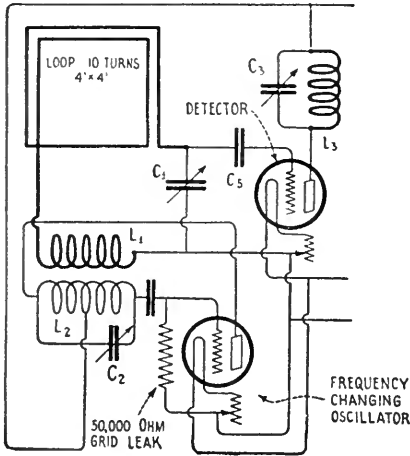 LOOP 10 TURNS
4'×4'
C3
DETECTOR
L3
C1
C5
L1
L2
C2
50,000 OHM
GRID LEAK
FREQUENCY
CHANGING
OSCILLATOR